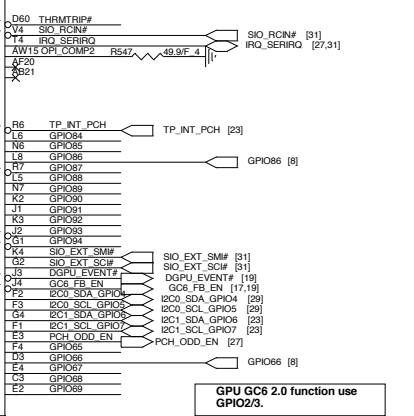 D60 THRMTRIP#
V4 SIO_RCIN# SIO_RCIN# [31]
T4 IRQ_SERIRQ IRQ_SERIRQ [27,31]
AW15 OPI_COMP2 R547 49.9/F_4
AF20
AB21
R6 TP_INT_PCH TP_INT_PCH [23]
L6 GPIO84
N6 GPIO85
L8 GPIO86 GPIO86 [8]
R7 GPIO87
L5 GPIO88
N7 GPIO89
K2 GPIO90
J1 GPIO91
K3 GPIO92
J2 GPIO93
G1 GPIO94
K4 SIO_EXT_SMI# SIO_EXT_SMI# [31]
G2 SIO_EXT_SCI# SIO_EXT_SCI# [31]
J3 DGPU_EVENT# DGPU_EVENT# [19]
J4 GC6_FB_EN GC6_FB_EN [17,19]
F2 I2C0_SDA_GPIO4 I2C0_SDA_GPIO4 [29]
F3 I2C0_SCL_GPIO5 I2C0_SCL_GPIO5 [29]
G4 I2C1_SDA_GPIO6 I2C1_SDA_GPIO6 [23]
F1 I2C1_SCL_GPIO7 I2C1_SCL_GPIO7 [23]
E3 PCH_ODD_EN PCH_ODD_EN [27]
F4 GPIO65
D3 GPIO66 GPIO66 [8]
E4 GPIO67
C3 GPIO68
E2 GPIO69
GPU GC6 2.0 function use
GPIO2/3.